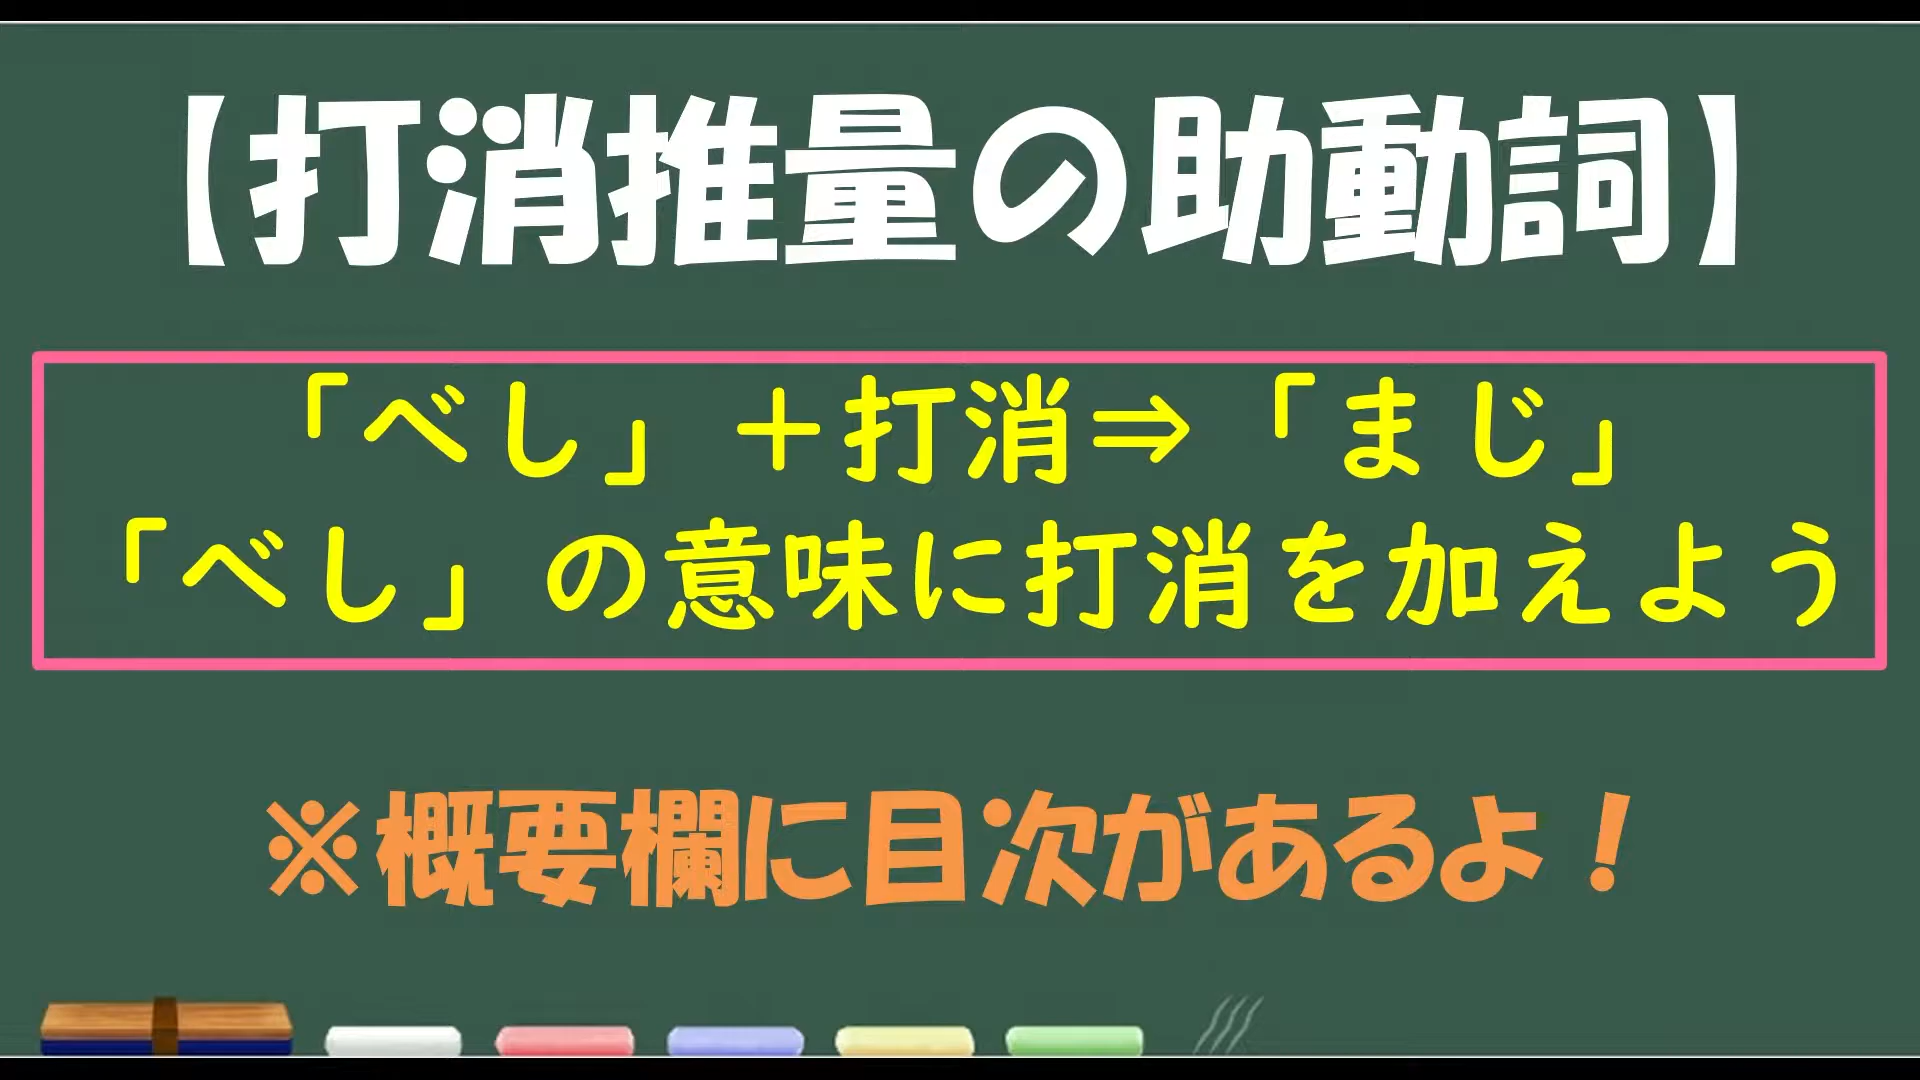 【打消推量の助動詞】
「べし」＋打消⇒「まじ」
「べし」の意味に打消を加えよう
※概要欄に目次があるよ！